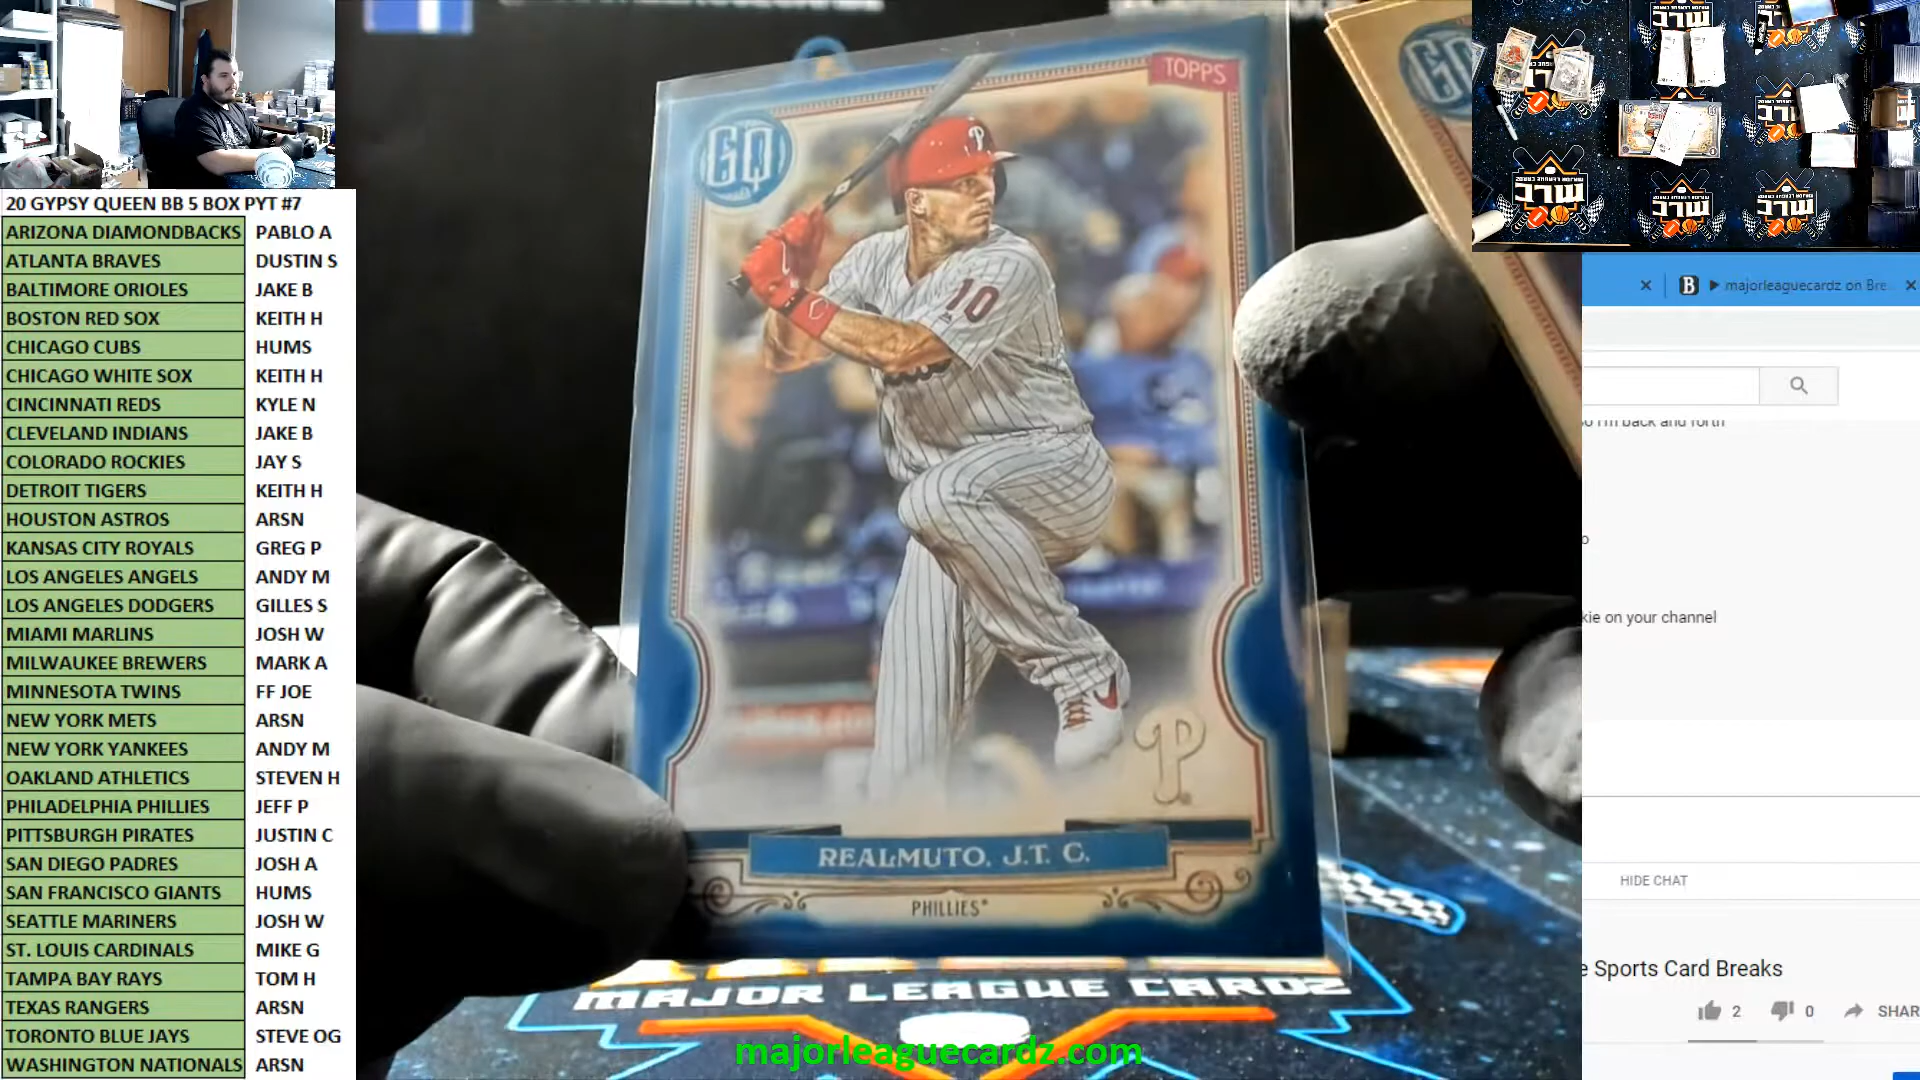 20 GYPSY QUEEN BB 5 BOX PYT #7
ARIZONA DIAMONDBACKS PABLO A
ATLANTA BRAVES DUSTIN S
BALTIMORE ORIOLES JAKE B
BOSTON RED SOX KEITH H
CHICAGO CUBS HUMS
CHICAGO WHITE SOX KEITH H
CINCINNATI REDS KYLE N
CLEVELAND INDIANS JAKE B
COLORADO ROCKIES JAY S
DETROIT TIGERS KEITH H
HOUSTON ASTROS ARSN
KANSAS CITY ROYALS GREG P
LOS ANGELES ANGELS ANDY M
LOS ANGELES DODGERS GILLES S
MIAMI MARLINS JOSH W
MILWAUKEE BREWERS MARK A
MINNESOTA TWINS FF JOE
NEW YORK METS ARSN
NEW YORK YANKEES ANDY M
OAKLAND ATHLETICS STEVEN H
PHILADELPHIA PHILLIES JEFF P
PITTSBURGH PIRATES JUSTIN C
SAN DIEGO PADRES JOSH A
SAN FRANCISCO GIANTS HUMS
SEATTLE MARINERS JOSH W
ST. LOUIS CARDINALS MIKE G
TAMPA BAY RAYS TOM H
TEXAS RANGERS ARSN
TORONTO BLUE JAYS STEVE OG
WASHINGTON NATIONALS ARSN
TOPPS
GQ
P
10
P
REALMUTO, J.T. C.
PHILLIES
MAJOR LEAGUE CARDZ
majorleaguecardz.com
GQ
majorleaguecardz on Bre
so I'm back and forth
o
kie on your channel
HIDE CHAT
e Sports Card Breaks
2 0 SHAR